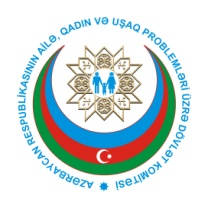 AZƏRBAYCAN RESPUBLİKASININ AİLƏ, QADIN VƏ UŞAQ PROBLEMLƏRİ ÜZRƏ DÖVLƏT KOMİTƏSİ